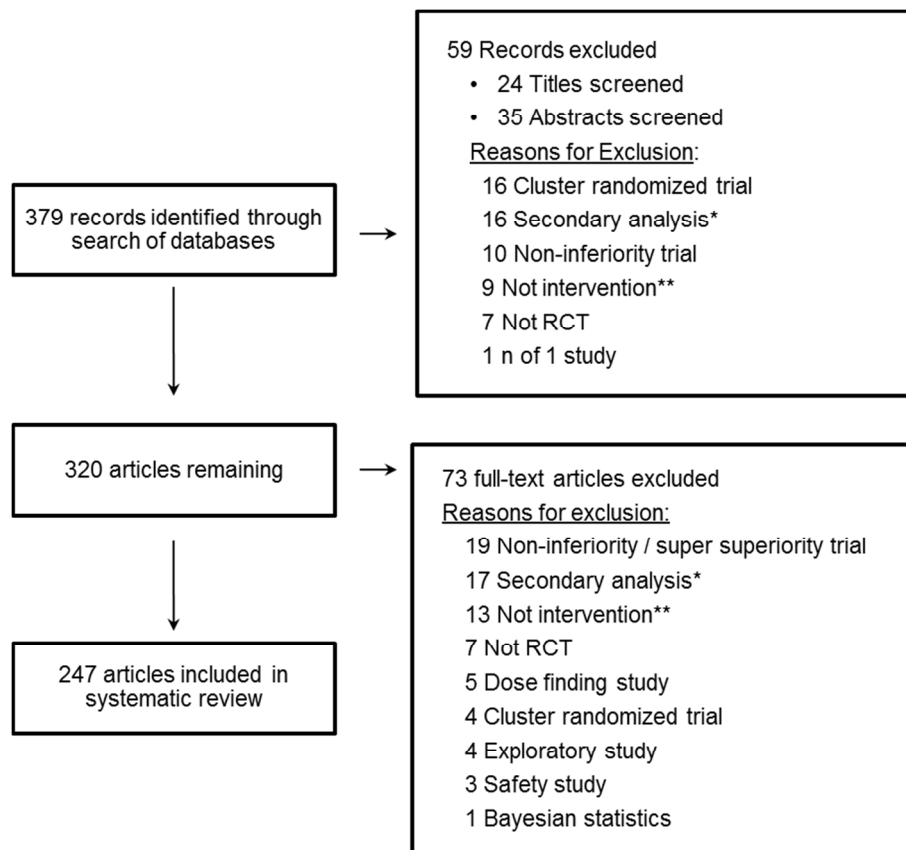 379 records identified through
search of databases
59 Records excluded
• 24 Titles screened
• 35 Abstracts screened
Reasons for Exclusion:
16 Cluster randomized trial
16 Secondary analysis*
10 Non-inferiority trial
9 Not intervention**
7 Not RCT
1 n of 1 study
320 articles remaining
73 full-text articles excluded
Reasons for exclusion:
19 Non-inferiority / super superiority trial
17 Secondary analysis*
13 Not intervention**
7 Not RCT
5 Dose finding study
4 Cluster randomized trial
4 Exploratory study
3 Safety study
1 Bayesian statistics
247 articles included in
systematic review